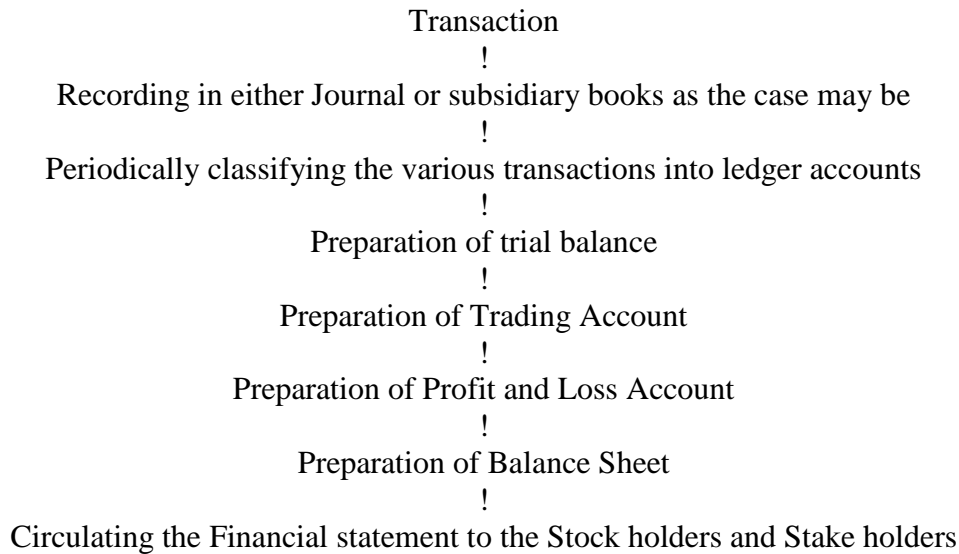 Transaction
!
Recording in either Journal or subsidiary books as the case may be
!
Periodically classifying the various transactions into ledger accounts
!
Preparation of trial balance
!
Preparation of Trading Account
!
Preparation of Profit and Loss Account
!
Preparation of Balance Sheet
!
Circulating the Financial statement to the Stock holders and Stake holders